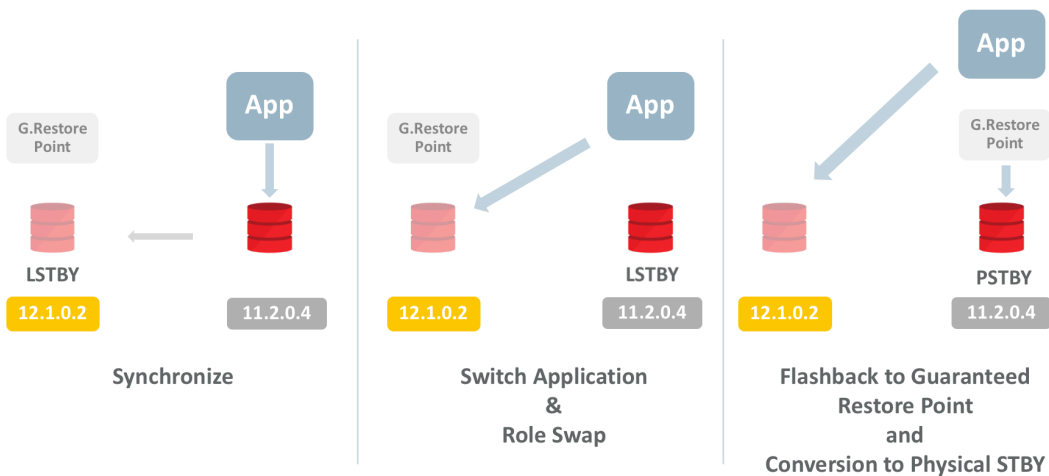 App
G.Restore
Point
LSTBY
12.1.0.2
11.2.0.4
Synchronize
App
G.Restore
Point
LSTBY
12.1.0.2
11.2.0.4
Switch Application
&
Role Swap
App
G.Restore
Point
PSTBY
12.1.0.2
11.2.0.4
Flashback to Guaranteed
Restore Point
and
Conversion to Physical STBY